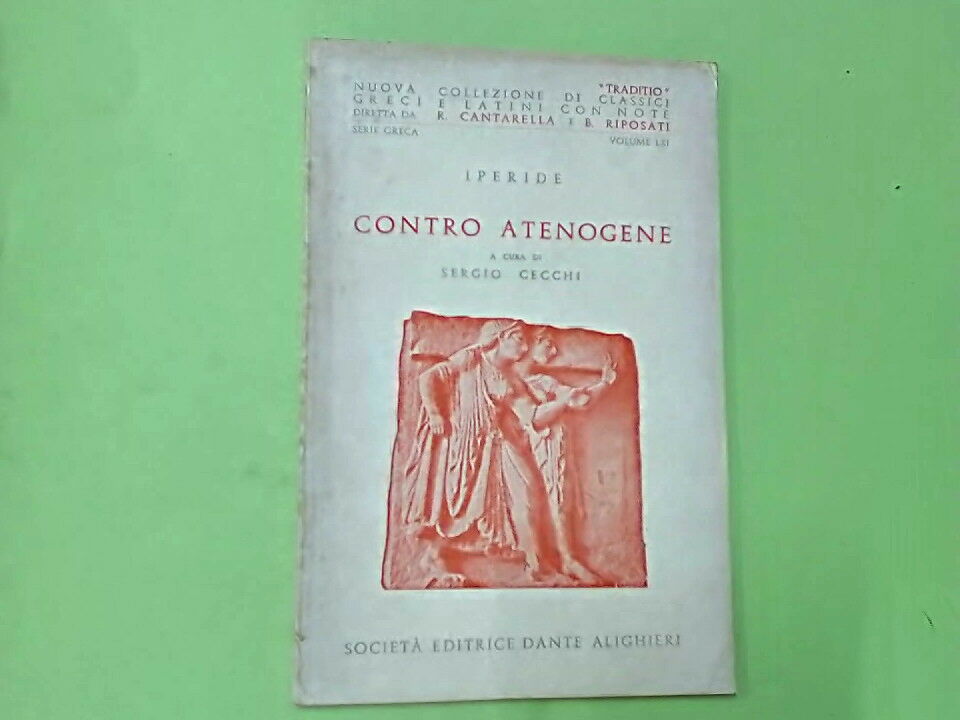 "TRADITIO"
NUOVA COLLEZIONE DI CLASSICI
GRECI E LATINI CON NOTE
DIRETTA DA R. CANTARELLA E B. RIPOSATI
SERIE GRECA VOLUME LXI
IPERIDE
CONTRO ATENOGENE
A CURA DI
SERGIO CECCHI
SOCIETÀ EDITRICE DANTE ALIGHIERI